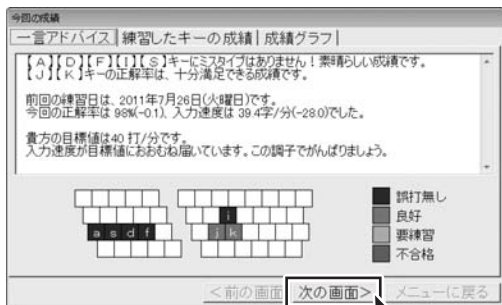 今回の成績
一言アドバイス 練習したキーの成績 成績グラフ
【A】【D】【F】【I】【S】キーにミスタイプはありません!素晴らしい成績です。
【J】【K】キーの正解率は、十分満足できる成績です。
前回の練習日は、2011年7月26日(火曜日)です。
今回の正解率は 98%(-0.1)、入力速度は 39.4字/分(-28.0)でした。
貴方の目標値は40 打/分です。
入力速度が目標値におおむね届いています。この調子でがんばりましょう。
i
a s d f j k
誤打無し
良好
要練習
不合格
<前の画面 次の画面> メニューに戻る